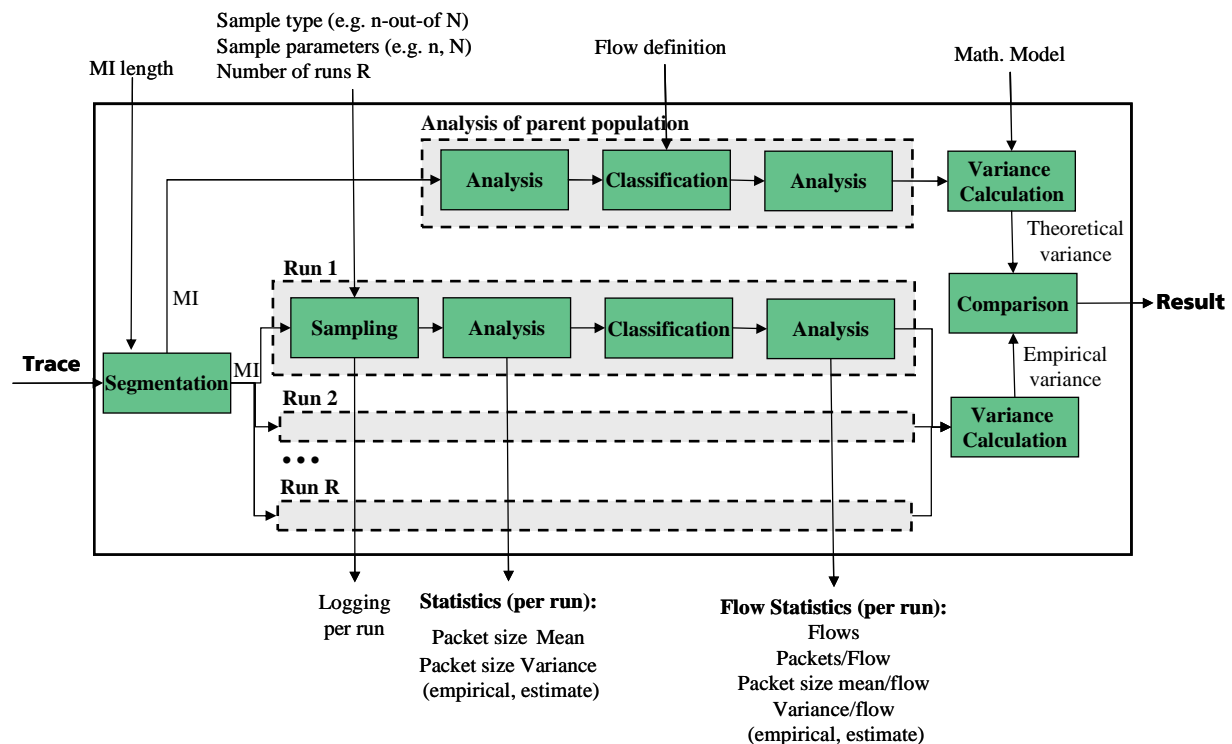 Sample type (e.g. n-out-of N)
Sample parameters (e.g. n, N)
Number of runs R
MI length
Flow definition
Math. Model
Analysis of parent population
Analysis
Classification
Analysis
Variance
Calculation
Theoretical
variance
MI
Run 1
Sampling
Analysis
Classification
Analysis
Comparison
Result
Trace
Segmentation
MI
Empirical
variance
Run 2
Variance
Calculation
•••
Run R
Logging
per run
Statistics (per run):
Packet size Mean
Packet size Variance
(empirical, estimate)
Flow Statistics (per run):
Flows
Packets/Flow
Packet size mean/flow
Variance/flow
(empirical, estimate)